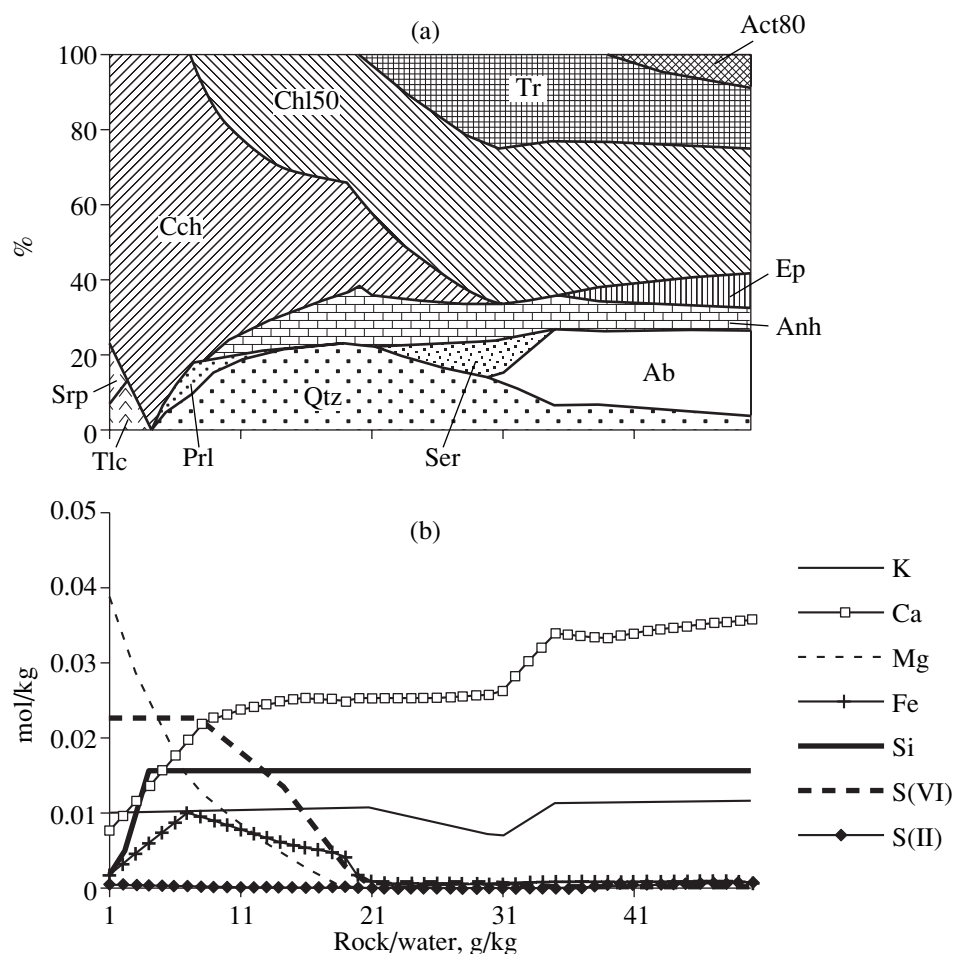 (a)
Act80
100
80
60
40
20
0
%
Chl50
Tr
Cch
Ep
Anh
Srp
Tlc
Prl
Qtz
Ser
Ab
(b)
0.05
0.04
0.03
0.02
0.01
0
mol/kg
1
11
21
31
41
Rock/water, g/kg
K
Ca
Mg
Fe
Si
S(VI)
S(II)